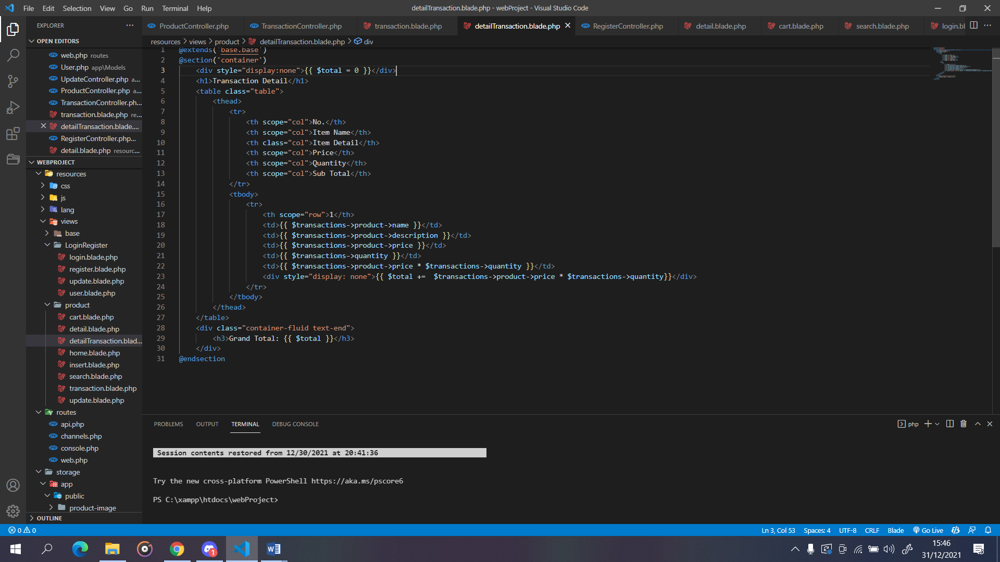 File Edit Selection View Go Run Terminal Help
detailTransaction.blade.php - webProject - Visual Studio Code
EXPLORER
ProductController.php
TransactionController.php
transaction.blade.php
detailTransaction.blade.php
RegisterController.php
detail.blade.php
cart.blade.php
search.blade.php
login.bl
OPEN EDITORS
web.php routes
User.php app\Models
UpdateController.php a...
ProductController.php a...
TransactionController.ph...
transaction.blade.php re...
detailTransaction.blade....
RegisterController.php...
detail.blade.php resourc...
WEBPROJECT
resources
css
js
lang
views
base
LoginRegister
login.blade.php
register.blade.php
update.blade.php
user.blade.php
product
cart.blade.php
detail.blade.php
detailTransaction.blad...
home.blade.php
insert.blade.php
search.blade.php
transaction.blade.php
update.blade.php
routes
api.php
channels.php
console.php
web.php
storage
app
public
product-image
OUTLINE
resources > views > product > detailTransaction.blade.php > div
1 @extends('base.base')
2 @section('container')
3 <div style="display:none">{{ $total = 0 }}</div>
4 <h1>Transaction Detail</h1>
5 <table class="table">
6 <thead>
7 <tr>
8 <th scope="col">No.</th>
9 <th scope="col">Item Name</th>
10 <th class="col">Item Detail</th>
11 <th scope="col">Price</th>
12 <th scope="col">Quantity</th>
13 <th scope="col">Sub Total</th>
14 </tr>
15 <tbody>
16 <tr>
17 <th scope="row">1</th>
18 <td>{{ $transactions->product->name }}</td>
19 <td>{{ $transactions->product->description }}</td>
20 <td>{{ $transactions->product->price }}</td>
21 <td>{{ $transactions->quantity }}</td>
22 <td>{{ $transactions->product->price * $transactions->quantity }}</td>
23 <div style="display: none">{{ $total +=  $transactions->product->price * $transactions->quantity}}</div>
24 </tr>
25 </tbody>
26 </thead>
27 </table>
28 <div class="container-fluid text-end">
29 <h3>Grand Total: {{ $total }}</h3>
30 </div>
31 @endsection
PROBLEMS OUTPUT TERMINAL DEBUG CONSOLE
php
Session contents restored from 12/30/2021 at 20:41:36
Try the new cross-platform PowerShell https://aka.ms/pscore6
PS C:\xampp\htdocs\webProject>
0 0
Ln 3, Col 53 Spaces: 4 UTF-8 CRLF Blade Go Live
1
15:46
31/12/2021